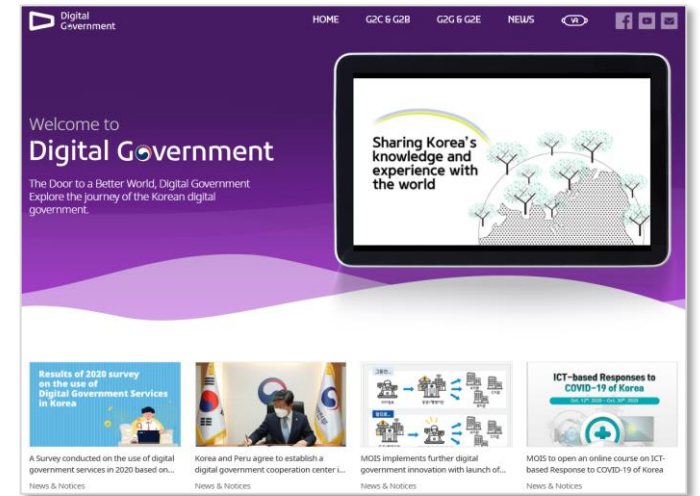 Digital
Government
HOME
G2C & G2B
G2G & G2E
NEWS
VR
Welcome to
Digital Government
The Door to a Better World, Digital Government
Explore the journey of the Korean digital
government.
Sharing Korea's
knowledge and
experience with
the world
Results of 2020 survey
on the use of
Digital Government Services
in Korea
ICT-based Responses to
COVID-19 of Korea
A Survey conducted on the use of digital
government services in 2020 based on...
News & Notices
Korea and Peru agree to establish a
digital government cooperation center i...
News & Notices
MOIS implements further digital
government innovation with launch of...
News & Notices
MOIS to open an online course on ICT-
based Response to COVID-19 of Korea
News & Notices